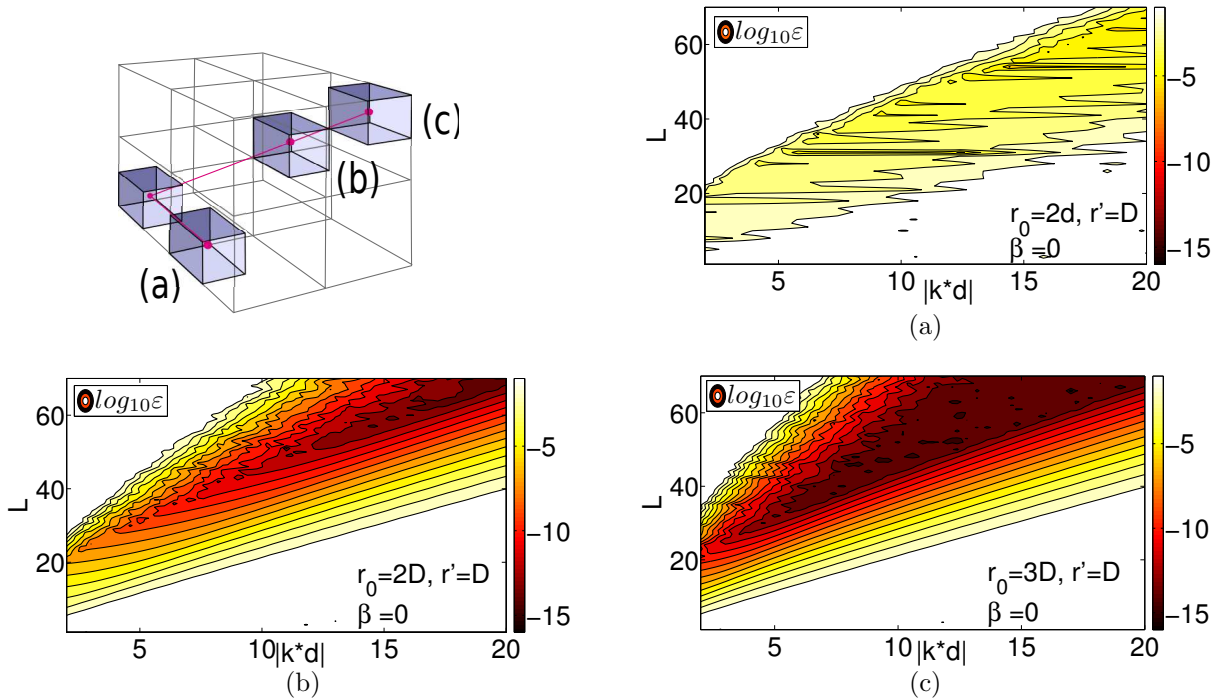 (a)
(b)
(c)
log₁₀ε
60
40
20
L
5
10
15
20
|k*d|
r₀=2d, r'=D
β=0
−5
−10
−15
(a)
log₁₀ε
60
40
20
L
5
10
15
20
|k*d|
r₀=2D, r'=D
β =0
−5
−10
−15
(b)
log₁₀ε
60
40
20
L
5
10
15
20
|k*d|
r₀=3D, r'=D
β =0
−5
−10
−15
(c)